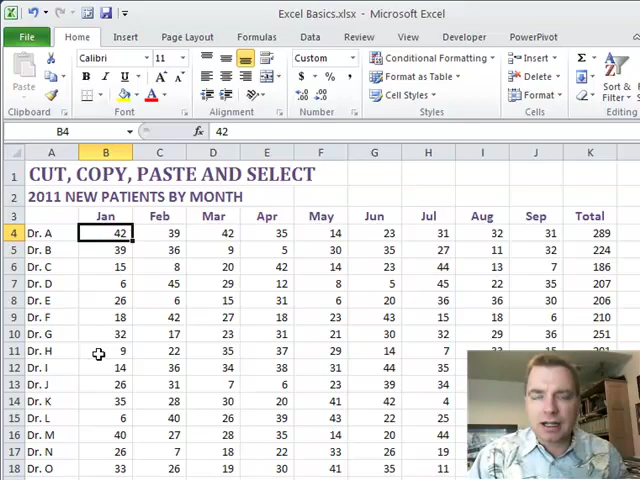 Excel Basics.xlsx - Microsoft Excel
File Home Insert Page Layout Formulas Data Review View Developer PowerPivot
Paste
Calibri 11
B I U A A A
Custom
$ % ,
Conditional Formatting
Format as Table
Cell Styles
Insert
Delete
Format
Σ
Sort &
Filter
Clipboard Font Alignment Number Styles Cells
B4 fx 42
A B C D E F G H I J K
1 CUT, COPY, PASTE AND SELECT
2 2011 NEW PATIENTS BY MONTH
3 Jan Feb Mar Apr May Jun Jul Aug Sep Total
4 Dr. A 42 39 42 35 14 23 31 32 31 289
5 Dr. B 39 36 9 5 30 35 27 11 32 224
6 Dr. C 15 8 20 42 14 23 44 13 7 186
7 Dr. D 6 45 29 12 8 5 45 22 35 207
8 Dr. E 26 6 15 31 6 20 36 36 30 206
9 Dr. F 18 42 18 27 23 43 15 18 6 210
10 Dr. G 32 17 23 31 21 30 32 29 36 251
11 Dr. H 9 22 35 37 29 14 7
12 Dr. I 14 36 34 38 31 44 35
13 Dr. J 26 31 7 6 23 39 34
14 Dr. K 35 28 30 20 41 42 4
15 Dr. L 6 40 26 39 43 22 25
16 Dr. M 40 27 28 35 14 20 44
17 Dr. N 26 7 18 22 33 26 19
18 Dr. O 33 26 19 30 41 35 11